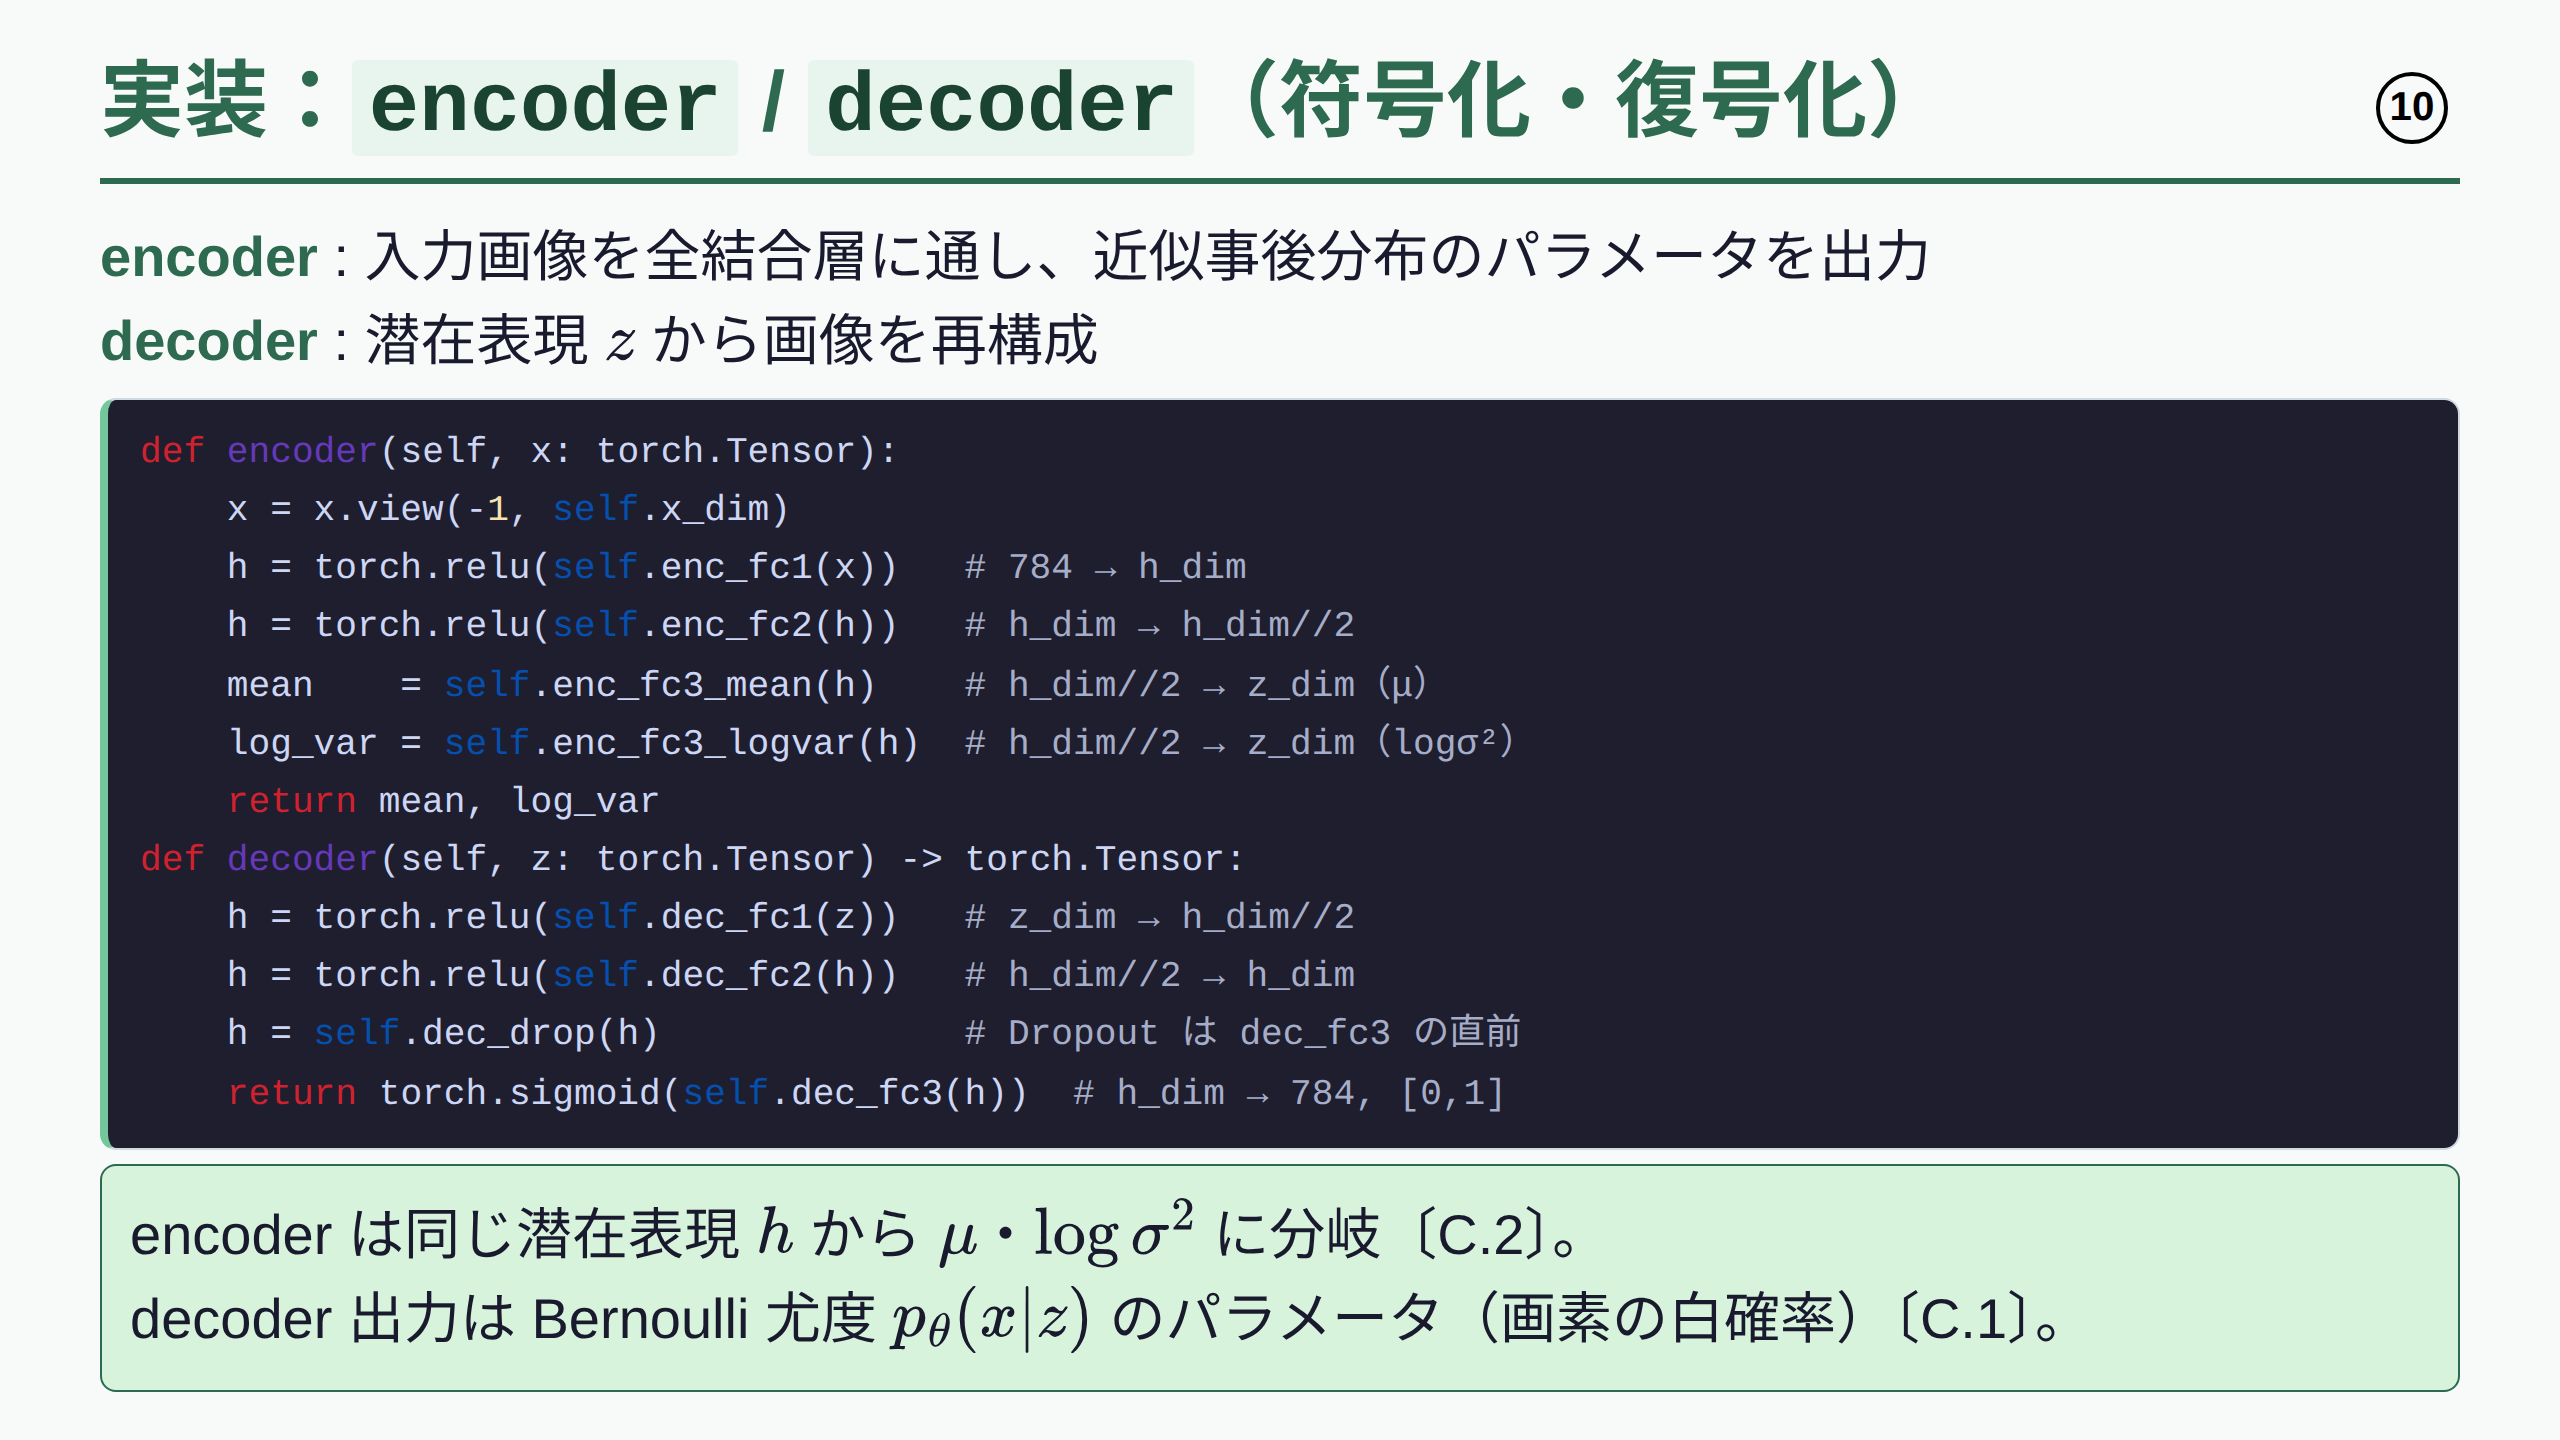 実装：encoder / decoder（符号化・復号化）
10
encoder : 入力画像を全結合層に通し、近似事後分布のパラメータを出力
decoder : 潜在表現 z から画像を再構成
def encoder(self, x: torch.Tensor):
    x = x.view(-1, self.x_dim)
    h = torch.relu(self.enc_fc1(x))   # 784 → h_dim
    h = torch.relu(self.enc_fc2(h))   # h_dim → h_dim//2
    mean    = self.enc_fc3_mean(h)    # h_dim//2 → z_dim（μ）
    log_var = self.enc_fc3_logvar(h)  # h_dim//2 → z_dim（logσ²）
    return mean, log_var
def decoder(self, z: torch.Tensor) -> torch.Tensor:
    h = torch.relu(self.dec_fc1(z))   # z_dim → h_dim//2
    h = torch.relu(self.dec_fc2(h))   # h_dim//2 → h_dim
    h = self.dec_drop(h)              # Dropout は dec_fc3 の直前
    return torch.sigmoid(self.dec_fc3(h))  # h_dim → 784, [0,1]
encoder は同じ潜在表現 h から μ・log σ² に分岐〔C.2〕。
decoder 出力は Bernoulli 尤度 p_θ(x|z) のパラメータ（画素の白確率）〔C.1〕。